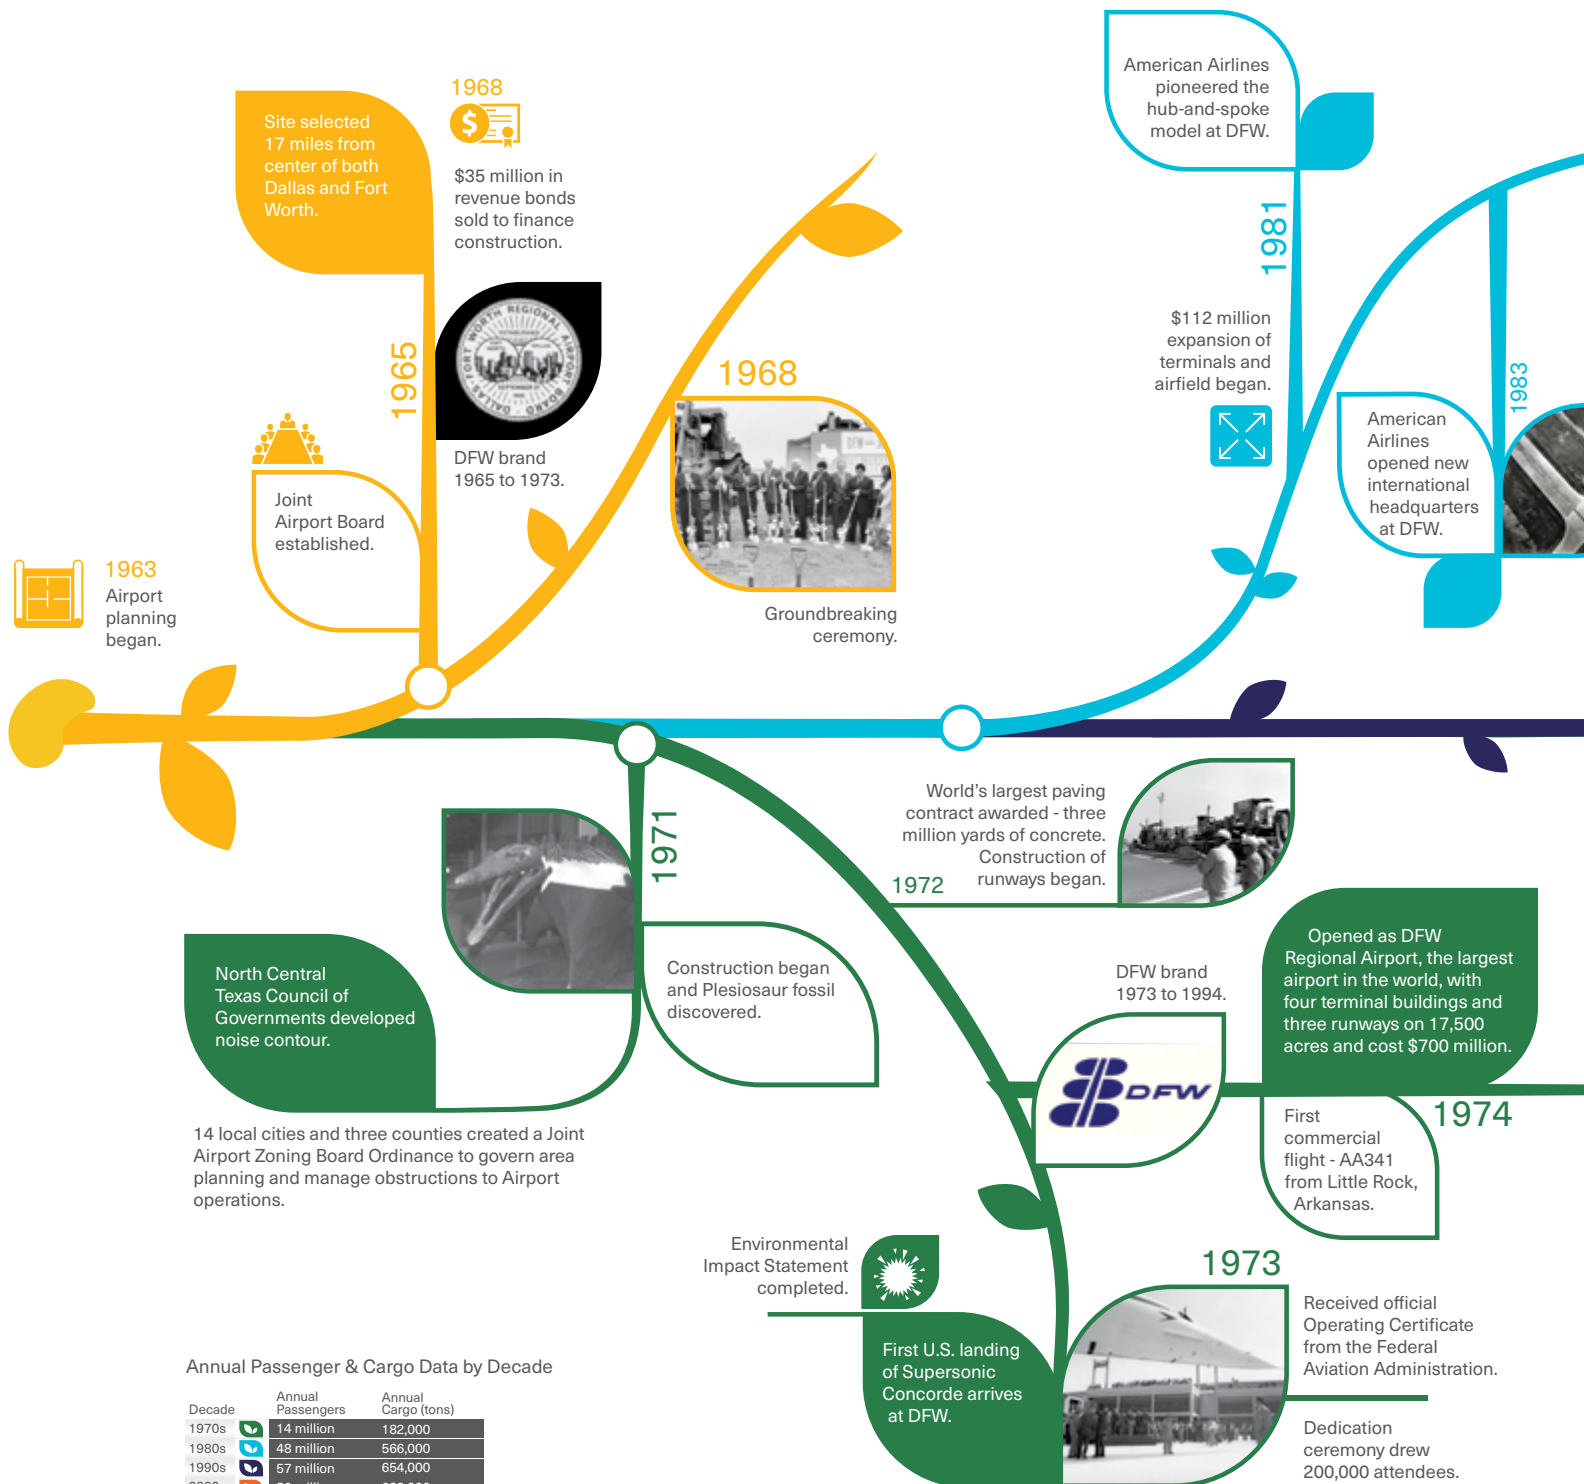 Site selected
17 miles from
center of both
Dallas and Fort
Worth.
1968
$
$35 million in
revenue bonds
sold to finance
construction.
1965
DALLAS-FORT WORTH REGIONAL AIRPORT BOARD
DFW brand
1965 to 1973.
Joint
Airport Board
established.
1963
Airport
planning
began.
1968
Groundbreaking
ceremony.
American Airlines
pioneered the
hub-and-spoke
model at DFW.
1981
$112 million
expansion of
terminals and
airfield began.
1983
American
Airlines
opened new
international
headquarters
at DFW.
1971
Construction began
and Plesiosaur fossil
discovered.
North Central
Texas Council of
Governments developed
noise contour.
14 local cities and three counties created a Joint
Airport Zoning Board Ordinance to govern area
planning and manage obstructions to Airport
operations.
World's largest paving
contract awarded - three
million yards of concrete.
Construction of
runways began.
1972
DFW brand
1973 to 1994.
DFW
Opened as DFW
Regional Airport, the largest
airport in the world, with
four terminal buildings and
three runways on 17,500
acres and cost $700 million.
1974
First
commercial
flight - AA341
from Little Rock,
Arkansas.
Environmental
Impact Statement
completed.
First U.S. landing
of Supersonic
Concorde arrives
at DFW.
1973
Received official
Operating Certificate
from the Federal
Aviation Administration.
Dedication
ceremony drew
200,000 attendees.
Annual Passenger & Cargo Data by Decade
Decade Annual Passengers Annual Cargo (tons)
1970s 14 million 182,000
1980s 48 million 566,000
1990s 57 million 654,000